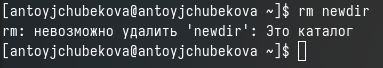 [antoyjchubekova@antoyjchubekova ~]$ rm newdir
rm: невозможно удалить 'newdir': Это каталог
[antoyjchubekova@antoyjchubekova ~]$